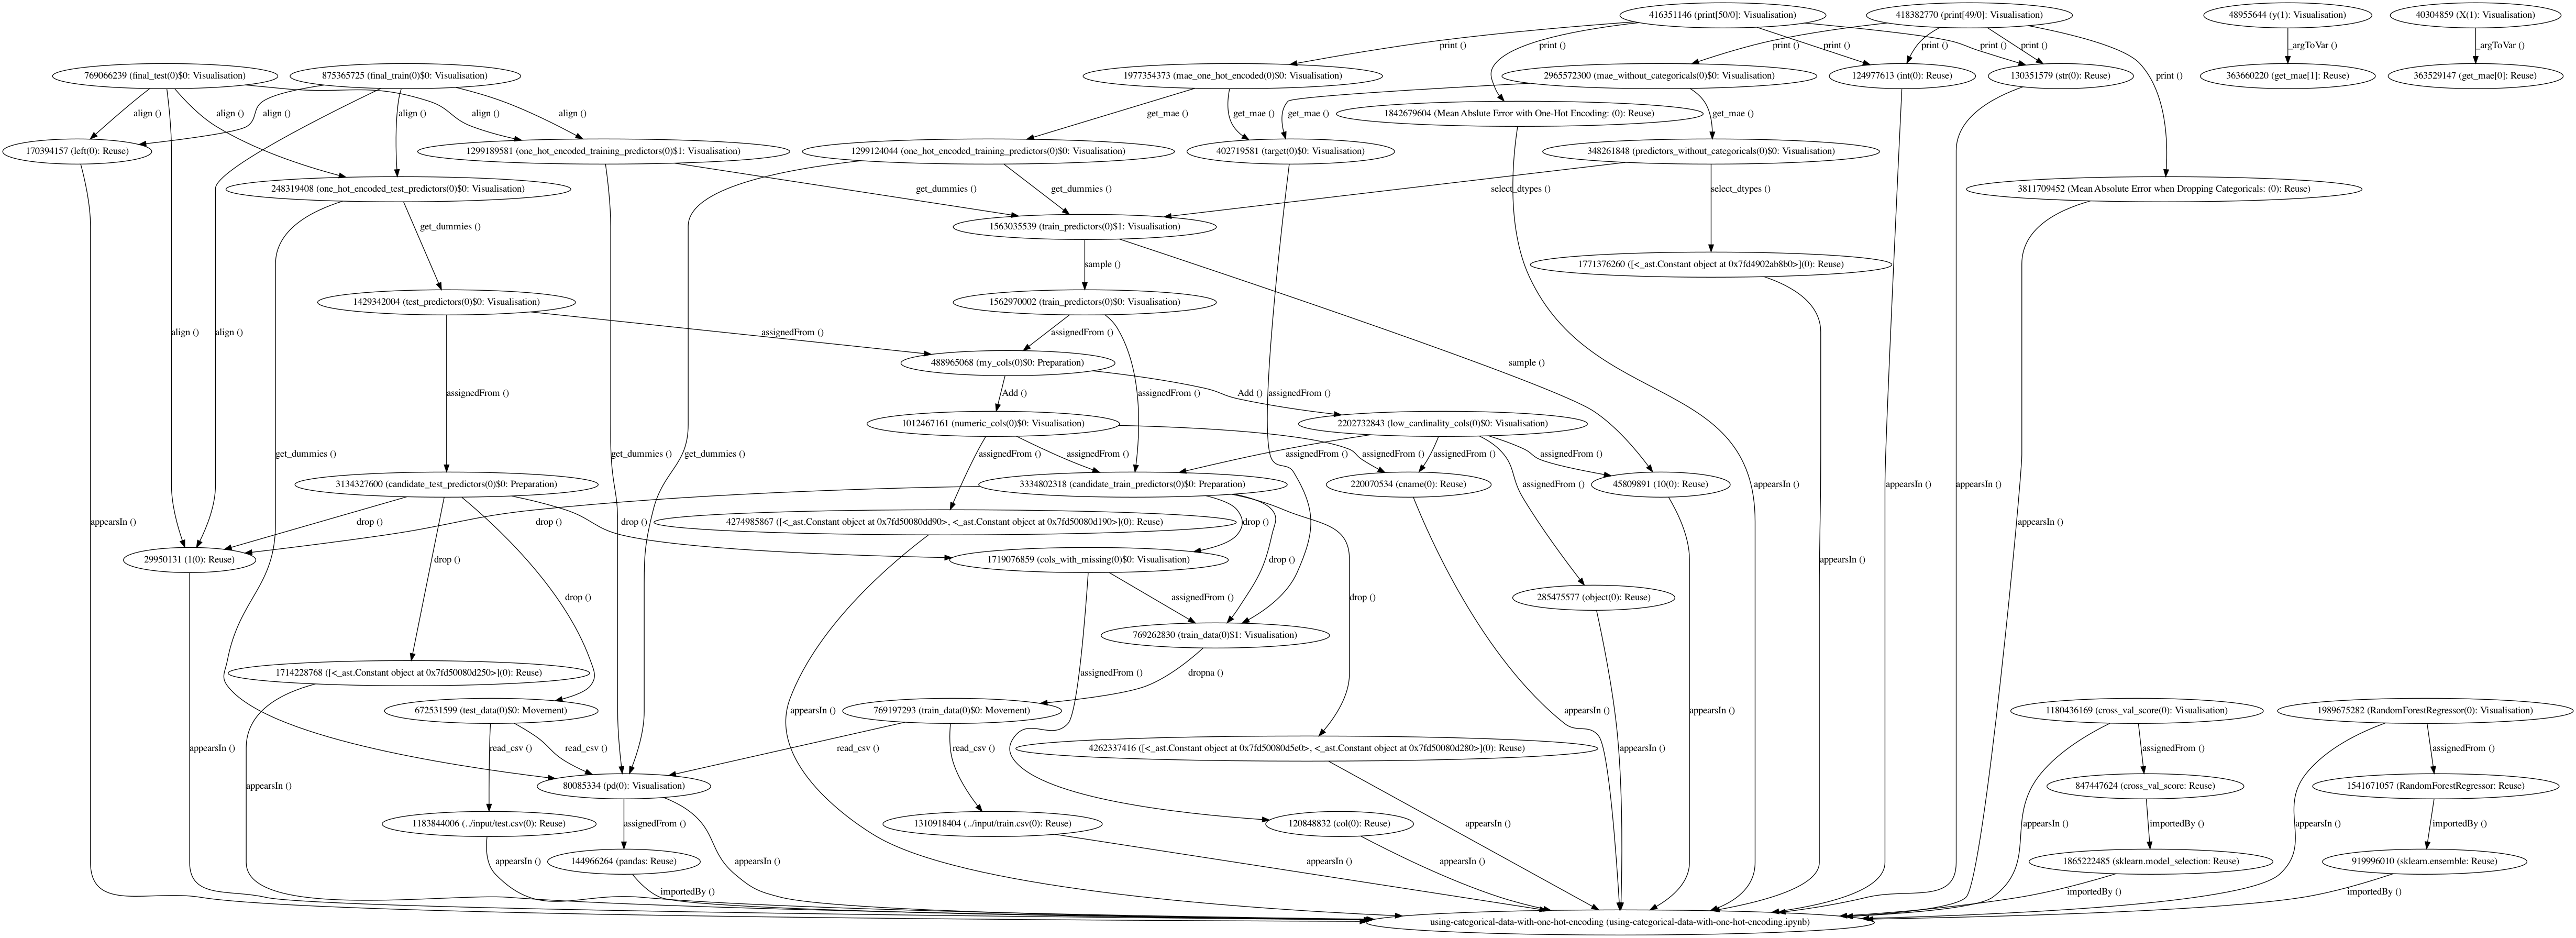 416351146 (print[50/0]: Visualisation)
418382770 (print[49/0]: Visualisation)
48955644 (y(1): Visualisation)
40304859 (X(1): Visualisation)
print ()
print ()
print ()
print ()
print ()
print ()
print ()
print ()
_argToVar ()
_argToVar ()
769066239 (final_test(0)$0: Visualisation)
875365725 (final_train(0)$0: Visualisation)
1977354373 (mae_one_hot_encoded(0)$0: Visualisation)
2965572300 (mae_without_categoricals(0)$0: Visualisation)
124977613 (int(0): Reuse)
130351579 (str(0): Reuse)
363660220 (get_mae[1]: Reuse)
363529147 (get_mae[0]: Reuse)
align ()
align ()
align ()
align ()
align ()
align ()
get_mae ()
get_mae ()
get_mae ()
get_mae ()
1842679604 (Mean Abslute Error with One-Hot Encoding: (0): Reuse)
170394157 (left(0): Reuse)
1299189581 (one_hot_encoded_training_predictors(0)$1: Visualisation)
1299124044 (one_hot_encoded_training_predictors(0)$0: Visualisation)
402719581 (target(0)$0: Visualisation)
348261848 (predictors_without_categoricals(0)$0: Visualisation)
248319408 (one_hot_encoded_test_predictors(0)$0: Visualisation)
get_dummies ()
get_dummies ()
select_dtypes ()
select_dtypes ()
3811709452 (Mean Absolute Error when Dropping Categoricals: (0): Reuse)
get_dummies ()
1563035539 (train_predictors(0)$1: Visualisation)
sample ()
1771376260 ([<_ast.Constant object at 0x7fd4902ab8b0>](0): Reuse)
1429342004 (test_predictors(0)$0: Visualisation)
1562970002 (train_predictors(0)$0: Visualisation)
align ()
align ()
assignedFrom ()
assignedFrom ()
488965068 (my_cols(0)$0: Preparation)
sample ()
assignedFrom ()
Add ()
assignedFrom ()
Add ()
assignedFrom ()
1012467161 (numeric_cols(0)$0: Visualisation)
2202732843 (low_cardinality_cols(0)$0: Visualisation)
get_dummies ()
get_dummies ()
get_dummies ()
assignedFrom ()
assignedFrom ()
assignedFrom ()
assignedFrom ()
assignedFrom ()
assignedFrom ()
3134327600 (candidate_test_predictors(0)$0: Preparation)
3334802318 (candidate_train_predictors(0)$0: Preparation)
220070534 (cname(0): Reuse)
assignedFrom ()
45809891 (10(0): Reuse)
appearsIn ()
appearsIn ()
appearsIn ()
appearsIn ()
drop ()
drop ()
drop ()
4274985867 ([<_ast.Constant object at 0x7fd50080dd90>, <_ast.Constant object at 0x7fd50080d190>](0): Reuse)
drop ()
appearsIn ()
29950131 (1(0): Reuse)
drop ()
1719076859 (cols_with_missing(0)$0: Visualisation)
drop ()
appearsIn ()
drop ()
assignedFrom ()
drop ()
285475577 (object(0): Reuse)
769262830 (train_data(0)$1: Visualisation)
1714228768 ([<_ast.Constant object at 0x7fd50080d250>](0): Reuse)
assignedFrom ()
dropna ()
672531599 (test_data(0)$0: Movement)
769197293 (train_data(0)$0: Movement)
appearsIn ()
appearsIn ()
appearsIn ()
1180436169 (cross_val_score(0): Visualisation)
1989675282 (RandomForestRegressor(0): Visualisation)
appearsIn ()
read_csv ()
read_csv ()
read_csv ()
read_csv ()
4262337416 ([<_ast.Constant object at 0x7fd50080d5e0>, <_ast.Constant object at 0x7fd50080d280>](0): Reuse)
appearsIn ()
assignedFrom ()
assignedFrom ()
appearsIn ()
80085334 (pd(0): Visualisation)
847447624 (cross_val_score: Reuse)
1541671057 (RandomForestRegressor: Reuse)
1183844006 (../input/test.csv(0): Reuse)
assignedFrom ()
1310918404 (../input/train.csv(0): Reuse)
120848832 (col(0): Reuse)
appearsIn ()
appearsIn ()
importedBy ()
appearsIn ()
importedBy ()
appearsIn ()
144966264 (pandas: Reuse)
appearsIn ()
appearsIn ()
appearsIn ()
1865222485 (sklearn.model_selection: Reuse)
919996010 (sklearn.ensemble: Reuse)
importedBy ()
importedBy ()
importedBy ()
using-categorical-data-with-one-hot-encoding (using-categorical-data-with-one-hot-encoding.ipynb)